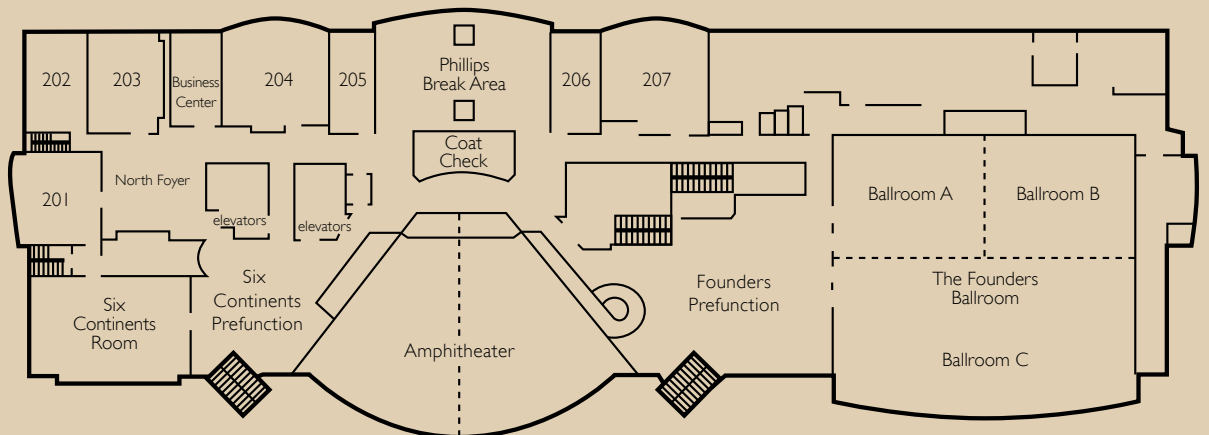 202
203
Business
Center
204
205
Phillips
Break Area
206
207
Coat
Check
201
North Foyer
elevators
elevators
Ballroom A
Ballroom B
Six
Continents
Prefunction
Founders
Prefunction
The Founders
Ballroom
Six
Continents
Room
Amphitheater
Ballroom C